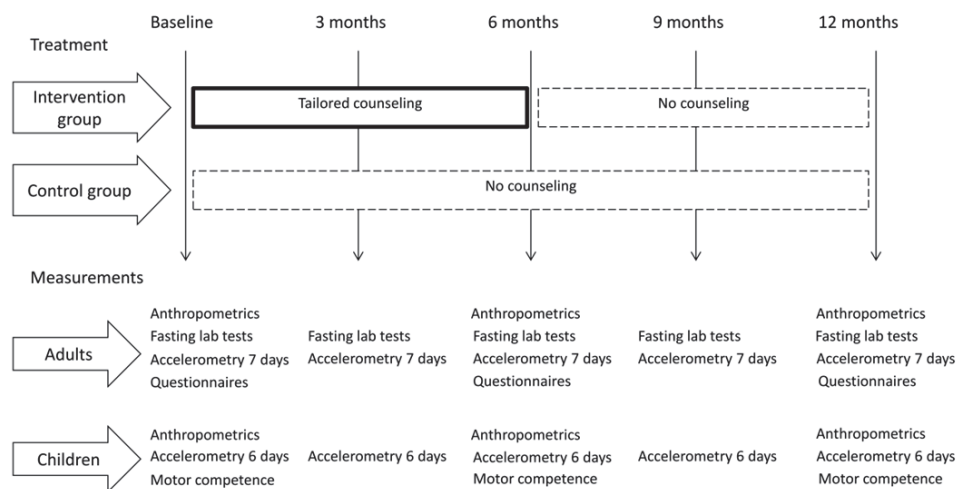 Baseline 3 months 6 months 9 months 12 months
Treatment
Intervention group
Tailored counseling No counseling
Control group
No counseling
Measurements
Adults
Anthropometrics Anthropometrics Anthropometrics
Fasting lab tests Fasting lab tests Fasting lab tests Fasting lab tests Fasting lab tests
Accelerometry 7 days Accelerometry 7 days Accelerometry 7 days Accelerometry 7 days Accelerometry 7 days
Questionnaires Questionnaires Questionnaires
Children
Anthropometrics Anthropometrics Anthropometrics
Accelerometry 6 days Accelerometry 6 days Accelerometry 6 days Accelerometry 6 days Accelerometry 6 days
Motor competence Motor competence Motor competence